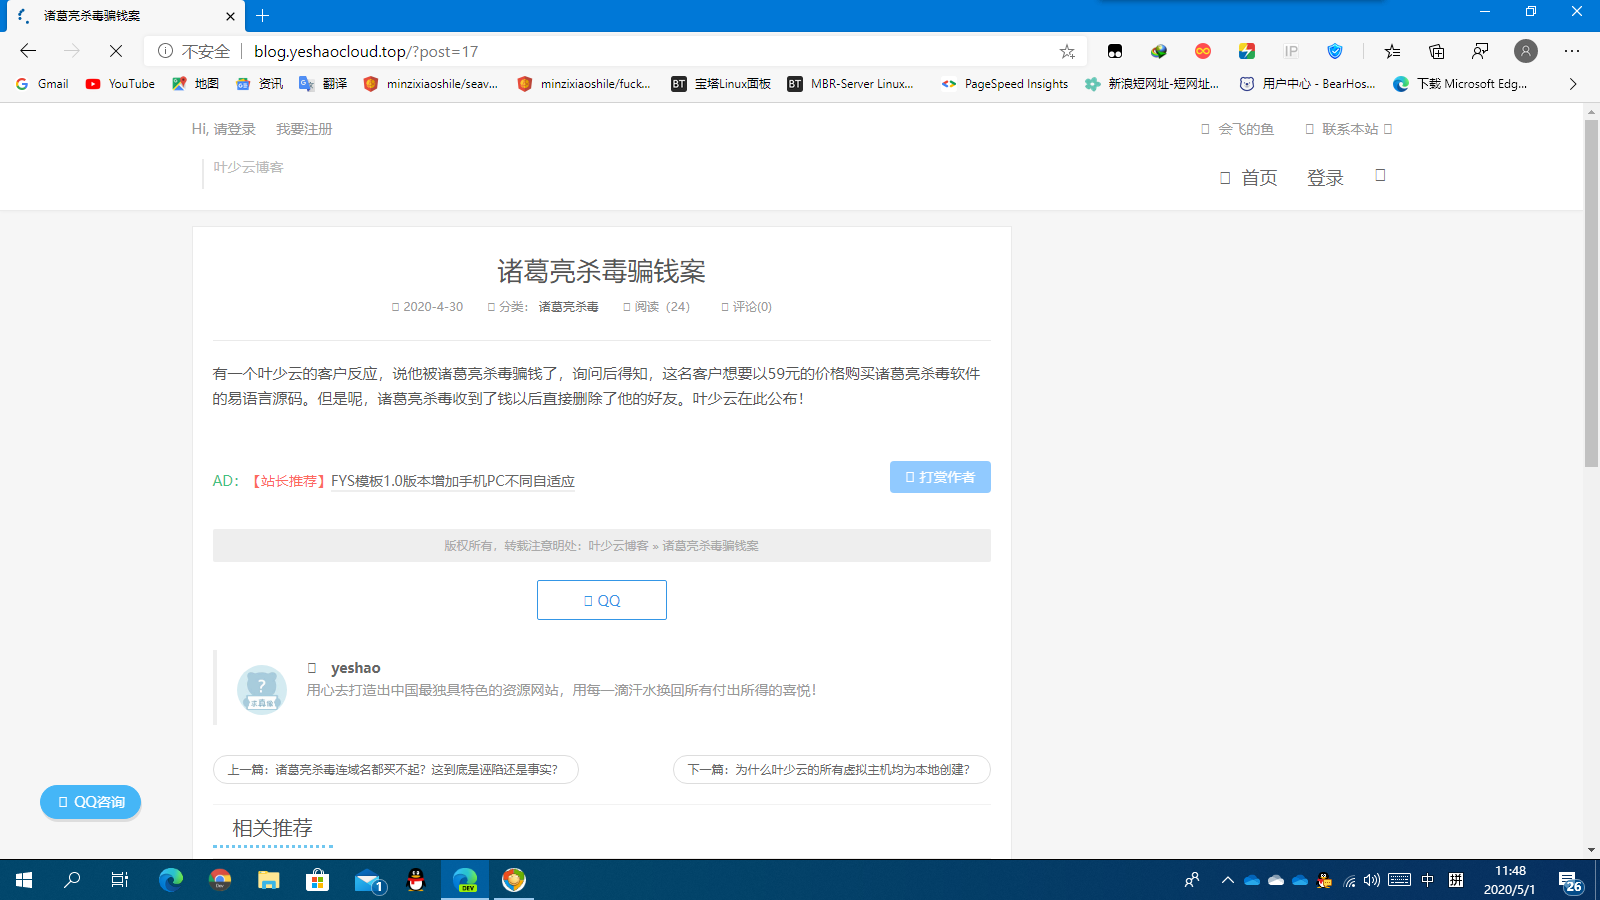 诸葛亮杀毒骗钱案
不安全 blog.yeshaocloud.top/?post=17
IP
Gmail YouTube 地图 资讯 翻译 minzixiaoshile/seav... minzixiaoshile/fuck... BT 宝塔Linux面板 BT MBR-Server Linux... PageSpeed Insights 新浪短网址-短网址... 用户中心 - BearHos... 下载 Microsoft Edg...
Hi, 请登录 我要注册 会飞的鱼 联系本站
叶少云博客
首页 登录
诸葛亮杀毒骗钱案
2020-4-30 分类： 诸葛亮杀毒 阅读（24） 评论(0)
有一个叶少云的客户反应，说他被诸葛亮杀毒骗钱了，询问后得知，这名客户想要以59元的价格购买诸葛亮杀毒软件
的易语言源码。但是呢，诸葛亮杀毒收到了钱以后直接删除了他的好友。叶少云在此公布！
AD： 【站长推荐】FYS模板1.0版本增加手机PC不同自适应
打赏作者
版权所有，转载注意明处：叶少云博客 » 诸葛亮杀毒骗钱案
QQ
yeshao
用心去打造出中国最独具特色的资源网站，用每一滴汗水换回所有付出所得的喜悦！
上一篇：诸葛亮杀毒连域名都买不起？这到底是诬陷还是事实？
下一篇：为什么叶少云的所有虚拟主机均为本地创建？
QQ咨询
相关推荐
Dev 1 DEV 中 拼 11:48
2020/5/1 26